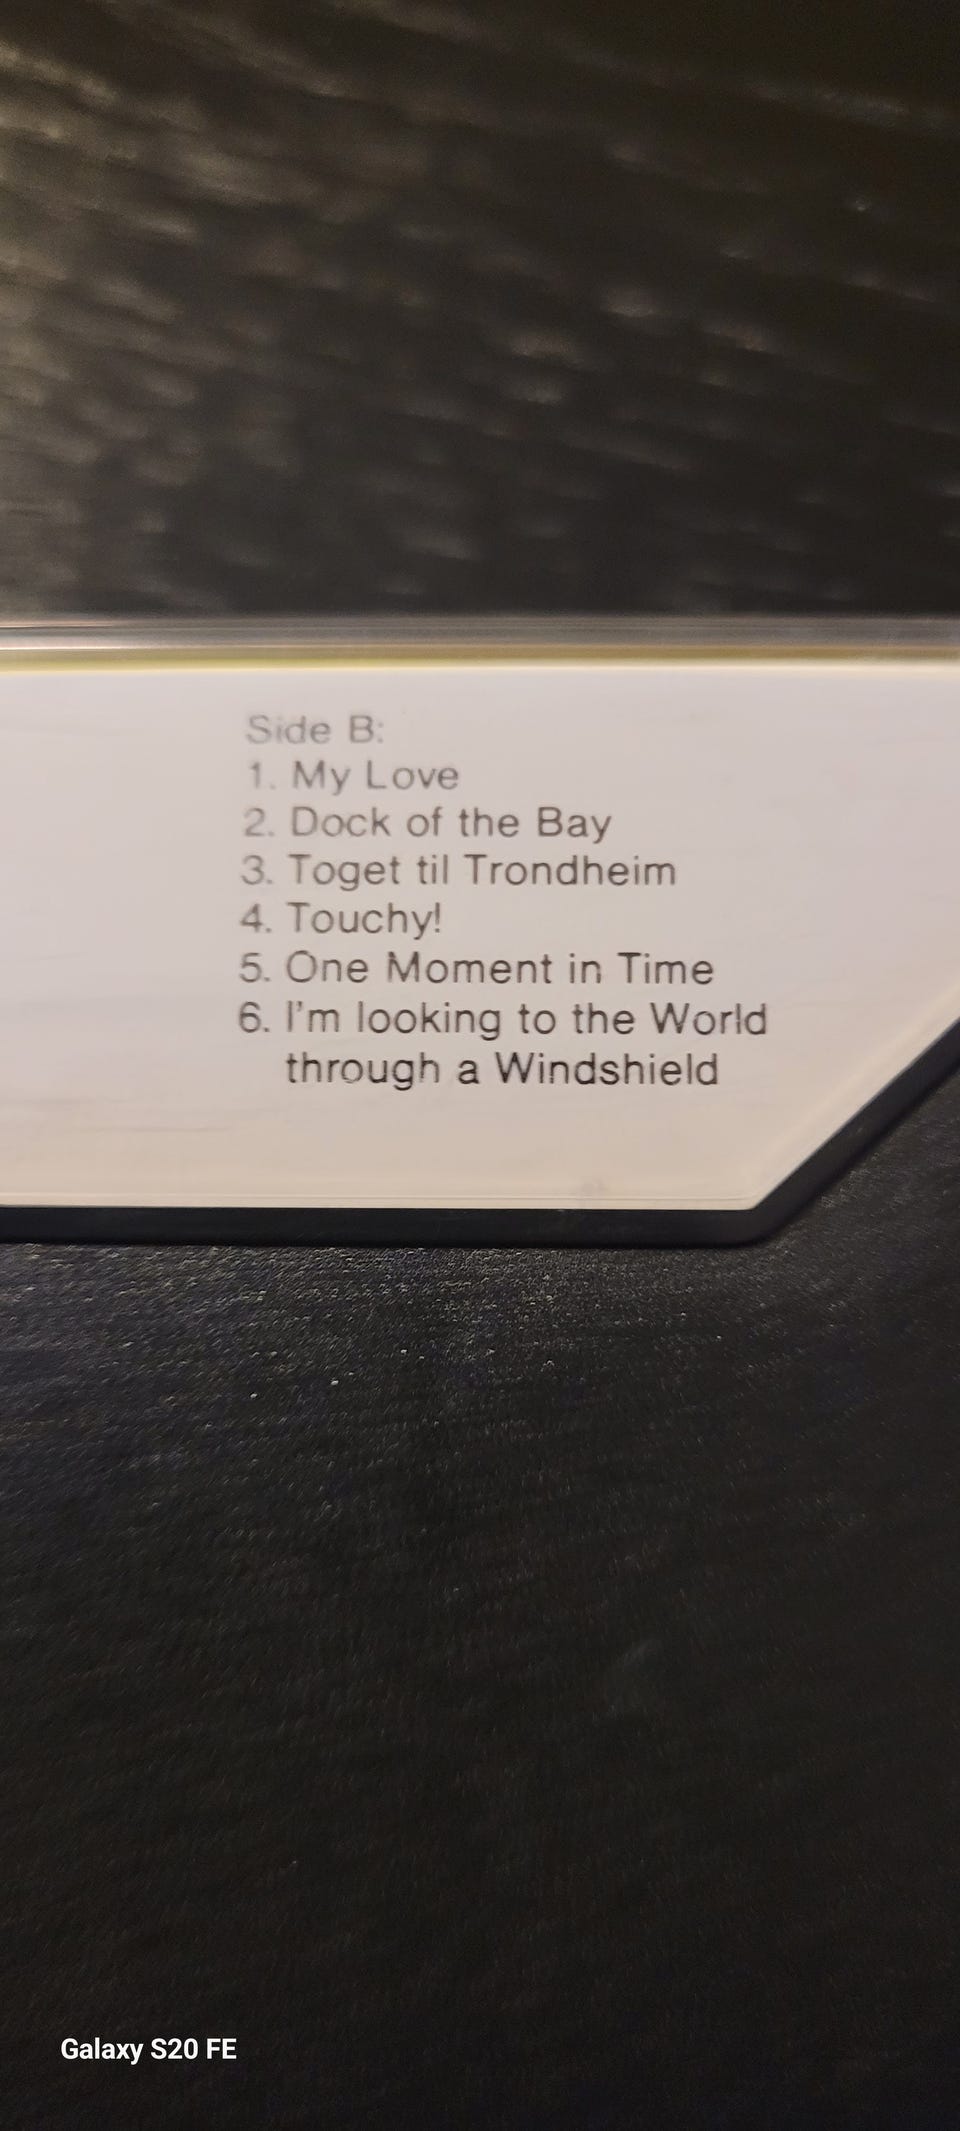 Side B:
1. My Love
2. Dock of the Bay
3. Toget til Trondheim
4. Touchy!
5. One Moment in Time
6. I'm looking to the World
through a Windshield
Galaxy S20 FE